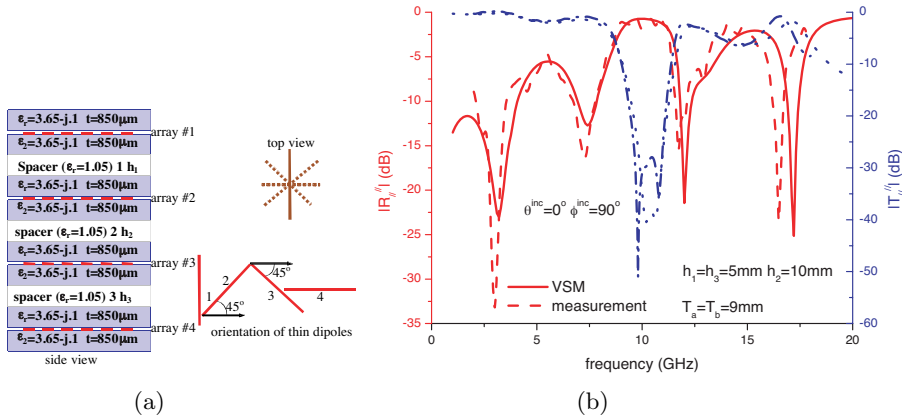 εr=3.65-j.1 t=850μm
array #1
ε2=3.65-j.1 t=850μm
Spacer (εr=1.05) 1 h1
εr=3.65-j.1 t=850μm
array #2
ε2=3.65-j.1 t=850μm
spacer (εr=1.05) 2 h2
εr=3.65-j.1 t=850μm
array #3
ε2=3.65-j.1 t=850μm
spacer (εr=1.05) 3 h3
εr=3.65-j.1 t=850μm
array #4
ε2=3.65-j.1 t=850μm
side view
top view
45°
2
1
3
4
45°
orientation of thin dipoles
(a)
|R//''| (dB)
0
-5
-10
-15
-20
-25
-30
-35
|T//''| (dB)
0
-10
-20
-30
-40
-50
-60
θinc=0° ϕinc=90°
h1=h3=5mm h2=10mm
VSM
measurement
Ta=Tb=9mm
0 5 10 15 20
frequency (GHz)
(b)